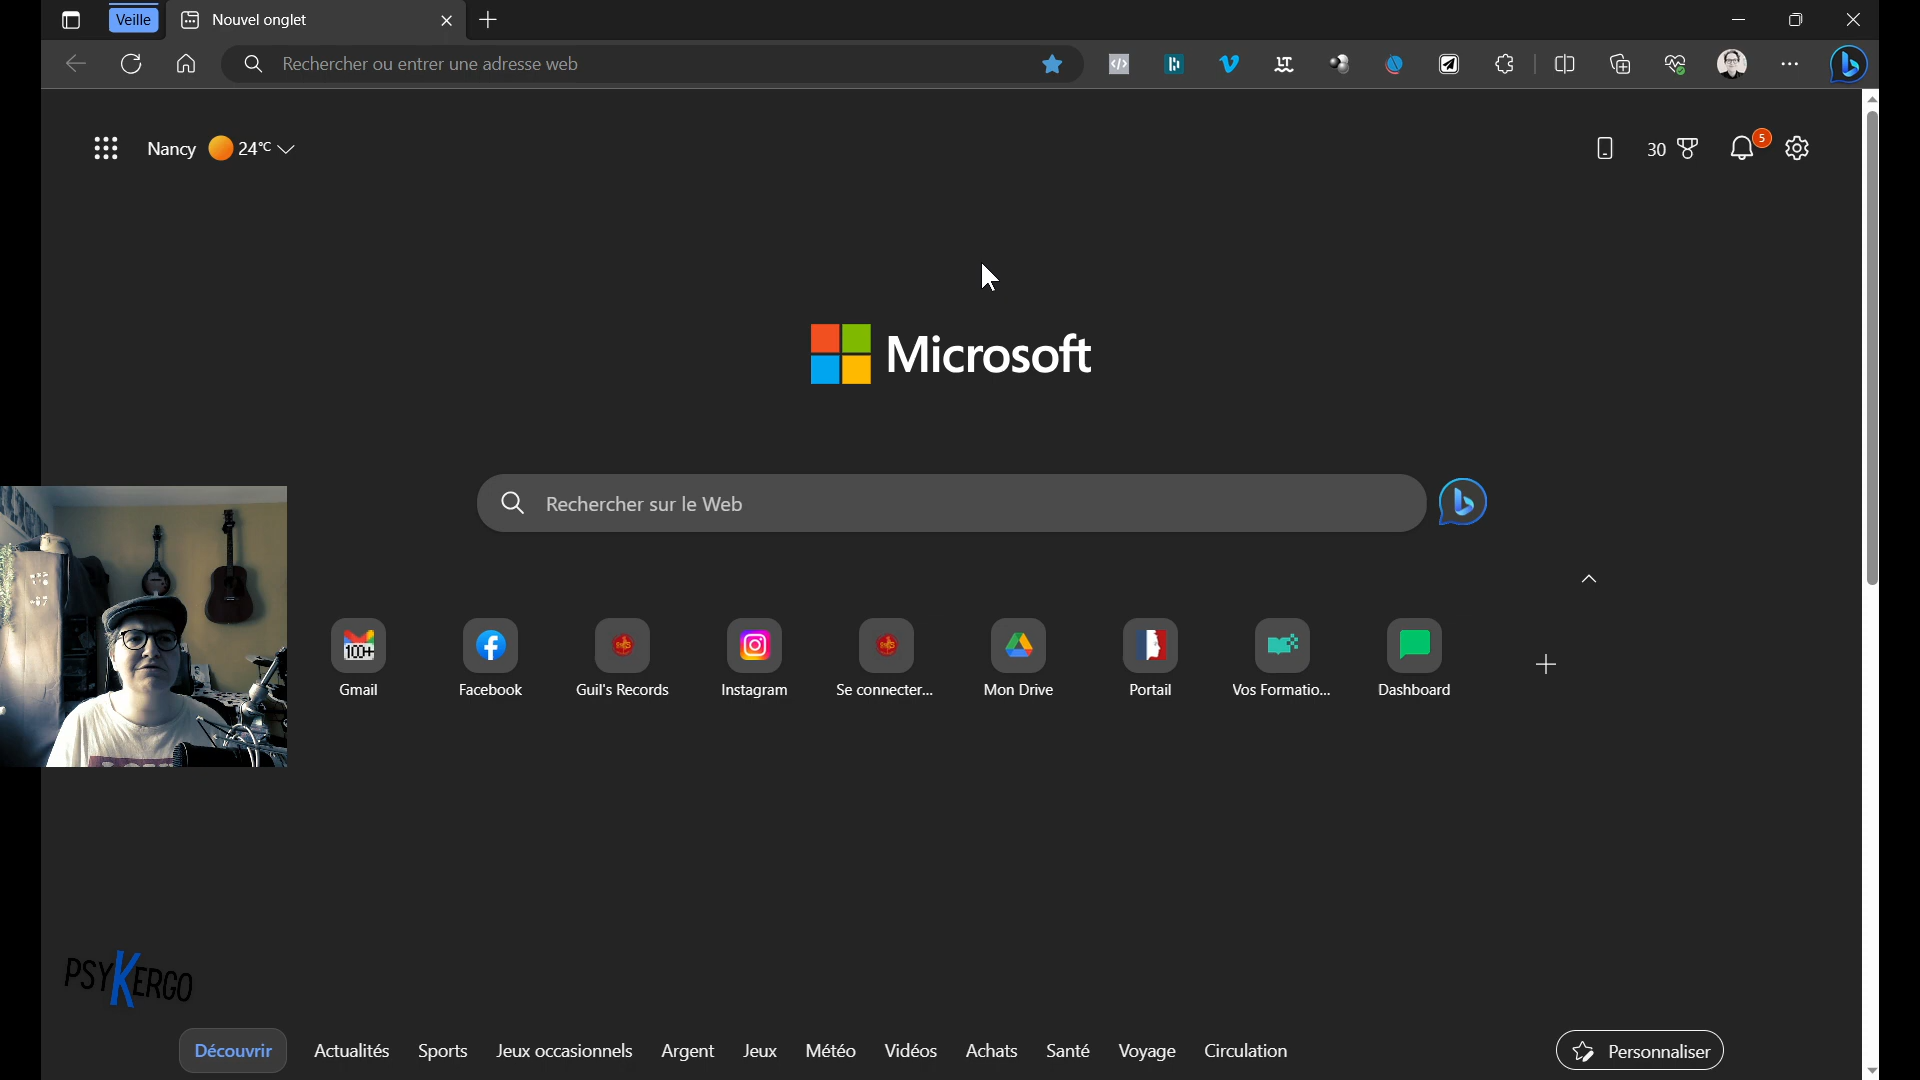 Veille
Nouvel onglet
Rechercher ou entrer une adresse web
Nancy 24°C
30
5
Microsoft
Rechercher sur le Web
100+
Gmail
Facebook
Guil's Records
Instagram
Se connecter...
Mon Drive
Portail
Vos Formatio...
Dashboard
PSYKERGO
Découvrir
Actualités
Sports
Jeux occasionnels
Argent
Jeux
Météo
Vidéos
Achats
Santé
Voyage
Circulation
Personnaliser